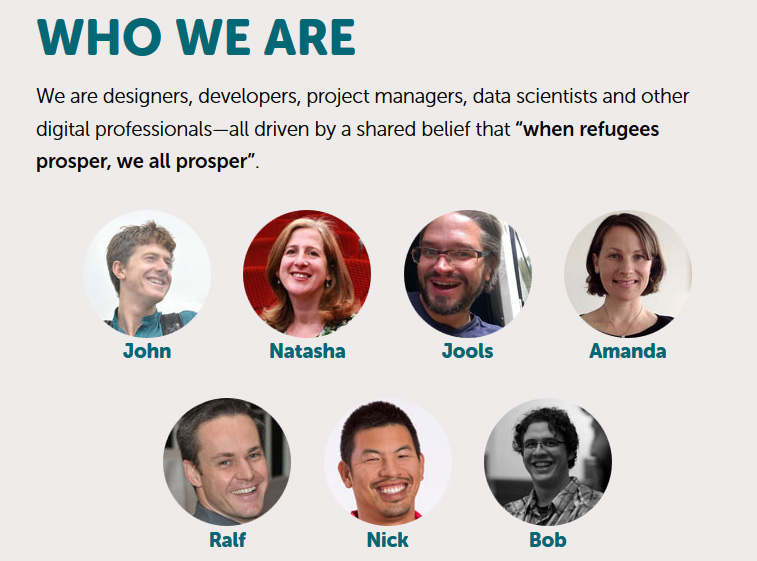 WHO WE ARE
We are designers, developers, project managers, data scientists and other
digital professionals—all driven by a shared belief that “when refugees
prosper, we all prosper”.
John Natasha Jools Amanda
Ralf Nick Bob